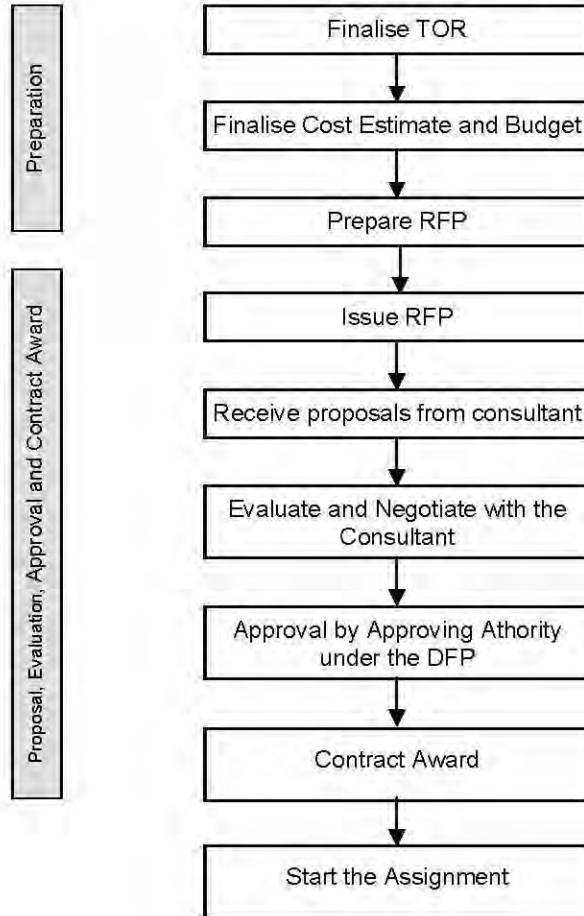 Preparation
Finalise TOR
Finalise Cost Estimate and Budget
Prepare RFP
Proposal, Evaluation, Approval and Contract Award
Issue RFP
Receive proposals from consultant
Evaluate and Negotiate with the
Consultant
Approval by Approving Athority
under the DFP
Contract Award
Start the Assignment